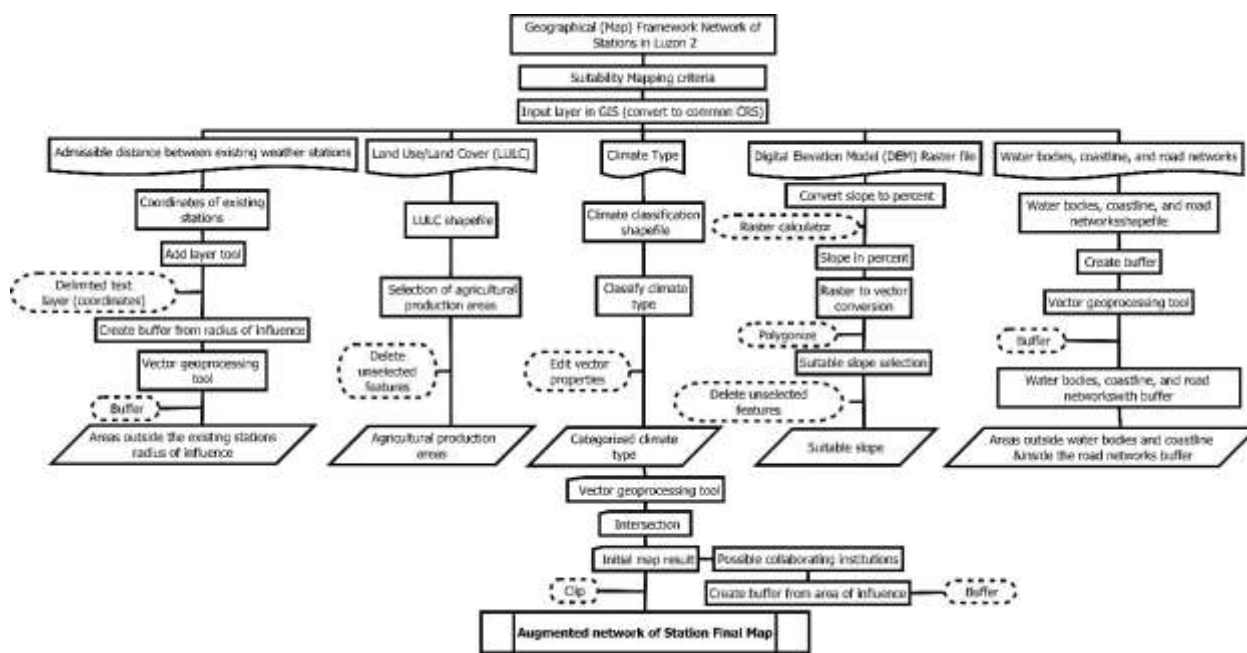 Geographical (Map) Framework Network of
Stations in Luzon 2
Suitability Mapping criteria
Input layer in GIS (convert to common CRS)
Admissible distance between existing weather stations
Land Use/Land Cover (LULC)
Climate Type
Digital Elevation Model (DEM) Raster file
Water bodies, coastline, and road networks
Coordinates of existing
stations
Add layer tool
Delimited text
layer (coordinates)
Create buffer from radius of influence
Vector geoprocessing
tool
Buffer
Areas outside the existing stations
radius of influence
LULC shapefile
Selection of agricultural
production areas
Delete
unselected
features
Agricultural production
areas
Climate classification
shapefile
Classify climate
type
Edit vector
properties
Categorized climate
type
Convert slope to percent
Raster calculator
Slope in percent
Raster to vector
conversion
Polygonize
Suitable slope selection
Delete unselected
features
Suitable slope
Water bodies, coastline, and road
networksshapefile
Create buffer
Vector geoprocessing tool
Buffer
Water bodies, coastline, and road
networkswith buffer
Areas outside water bodies and coastline
&inside the road networks buffer
Vector geoprocessing tool
Intersection
Initial map result
Possible collaborating institutions
Clip
Create buffer from area of influence
Buffer
Augmented network of Station Final Map